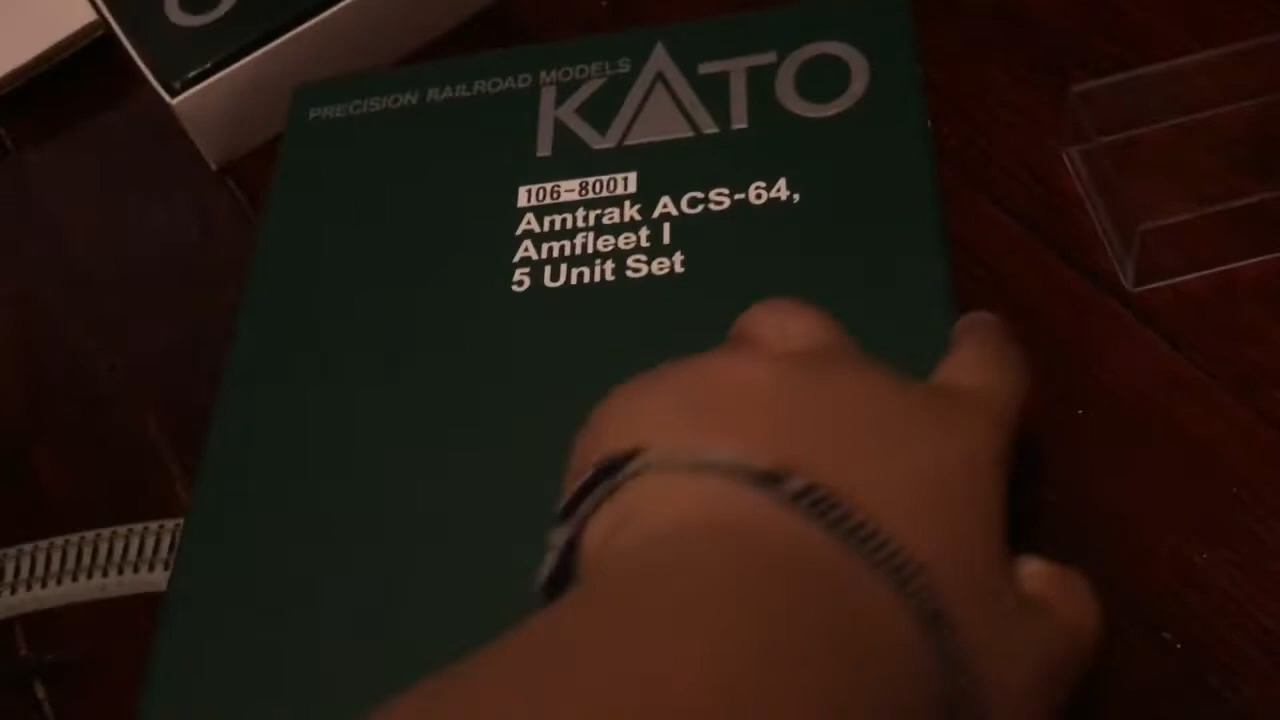 PRECISION RAILROAD MODELS
KATO
106-8001
Amtrak ACS-64,
Amfleet I
5 Unit Set